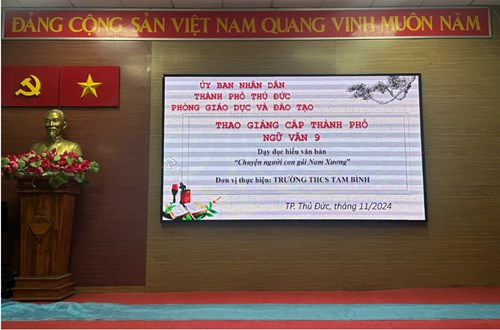 ĐẢNG CỘNG SẢN VIỆT NAM QUANG VINH MUÔN NĂM
ỦY BAN NHÂN DÂN
THÀNH PHỐ THỦ ĐỨC
PHÒNG GIÁO DỤC VÀ ĐÀO TẠO
THAO GIẢNG CẤP THÀNH PHỐ
NGỮ VĂN 9
Dạy đọc hiểu văn bản
“Chuyện người con gái Nam Xương”
Đơn vị thực hiện: TRƯỜNG THCS TAM BÌNH
TP. Thủ Đức, tháng 11/2024